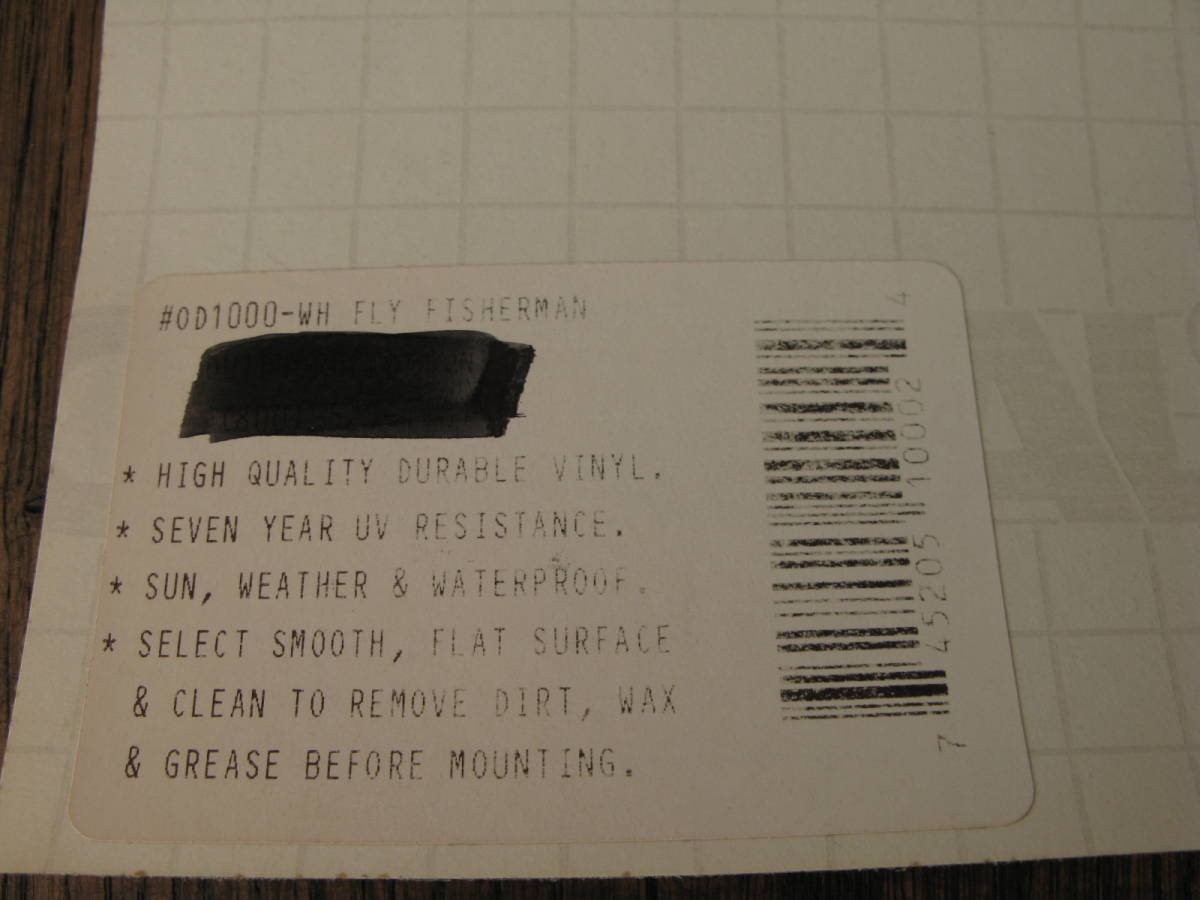 #OD1000-WH FLY FISHERMAN
* HIGH QUALITY DURABLE VINYL.
* SEVEN YEAR UV RESISTANCE.
* SUN, WEATHER & WATERPROOF.
* SELECT SMOOTH, FLAT SURFACE
& CLEAN TO REMOVE DIRT, WAX
& GREASE BEFORE MOUNTING.
7 45205 10002 4